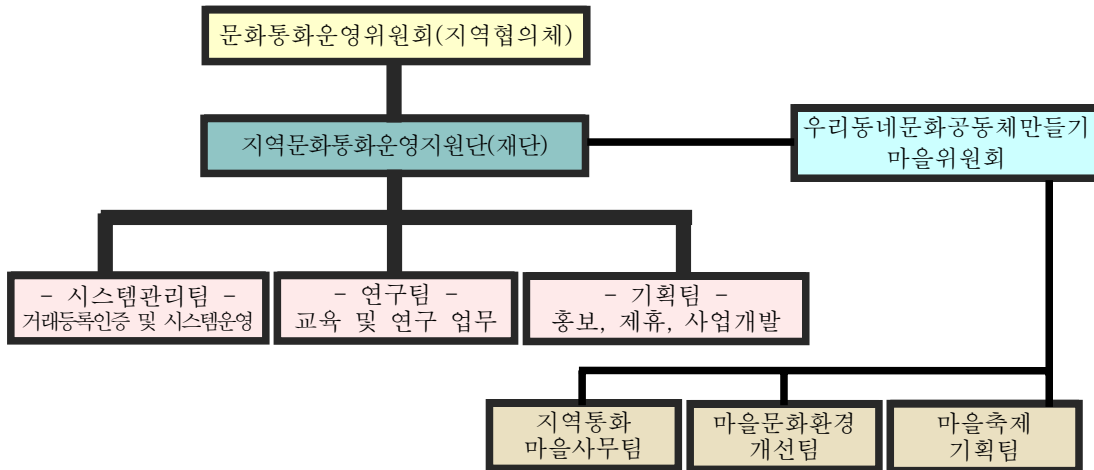 문화통화운영위원회(지역협의체)
지역문화통화운영지원단(재단)
우리동네문화공동체만들기
마을위원회
- 시스템관리팀 -
거래등록인증 및 시스템운영
- 연구팀 -
교육 및 연구 업무
- 기획팀 -
홍보, 제휴, 사업개발
지역통화
마을사무팀
마을문화환경
개선팀
마을축제
기획팀